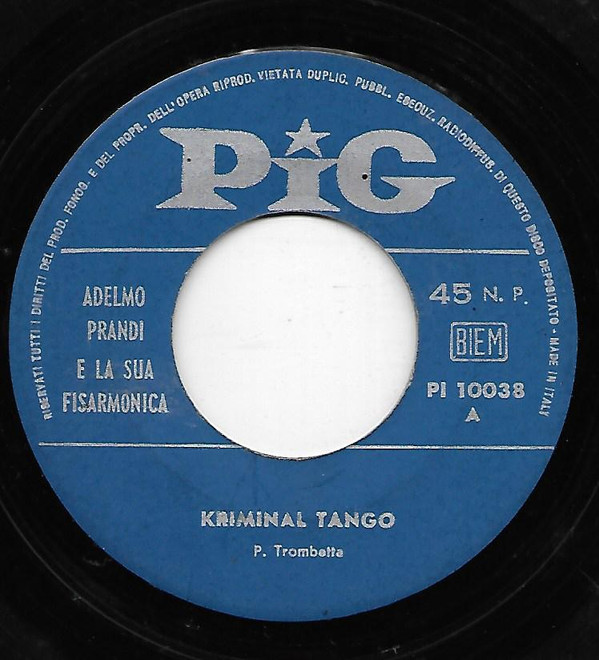 RISERVATI TUTTI I DIRITTI DEL PROD. FONOG. E DEL PROPR. DELL'OPERA RIPROD. VIETATA DUPLIC. PUBBL. ESECUZ. RADIODIFFUS. DI QUESTO DISCO DEPOSITATO - MADE IN ITALY
PiG
ADELMO
PRANDI
E LA SUA
FISARMONICA
45 N. P.
BIEM
PI 10038
A
KRIMINAL TANGO
P. Trombetta